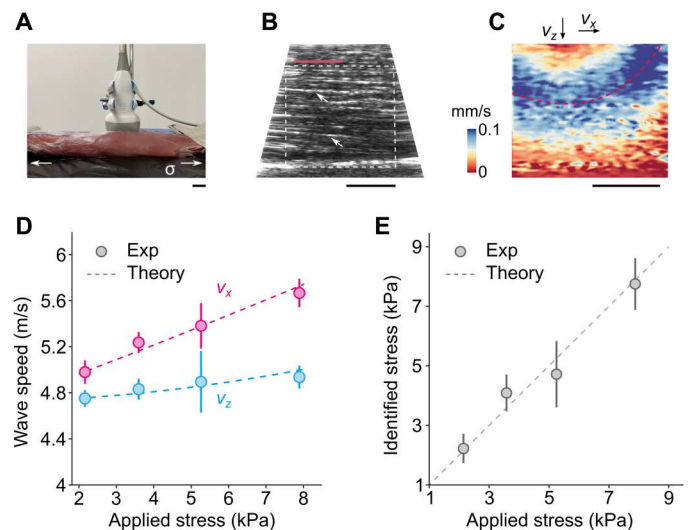 A
σ
B
C
v_z
v_x
mm/s
0.1
0
D
6
5.6
5.2
4.8
4.4
4
Wave speed (m/s)
Exp
Theory
v_x
v_z
2 3 4 5 6 7 8
Applied stress (kPa)
E
9
7
5
3
1
Identified stress (kPa)
Exp
Theory
1 3 5 7 9
Applied stress (kPa)